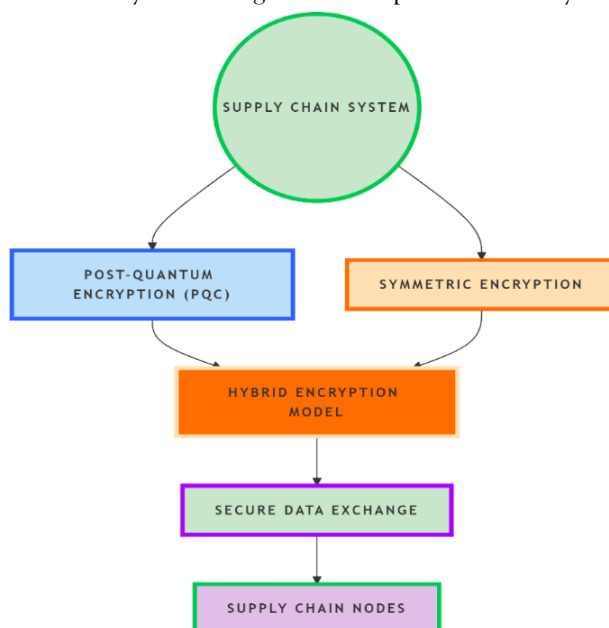 SUPPLY CHAIN SYSTEM
POST-QUANTUM
ENCRYPTION (PQC)
SYMMETRIC ENCRYPTION
HYBRID ENCRYPTION
MODEL
SECURE DATA EXCHANGE
SUPPLY CHAIN NODES